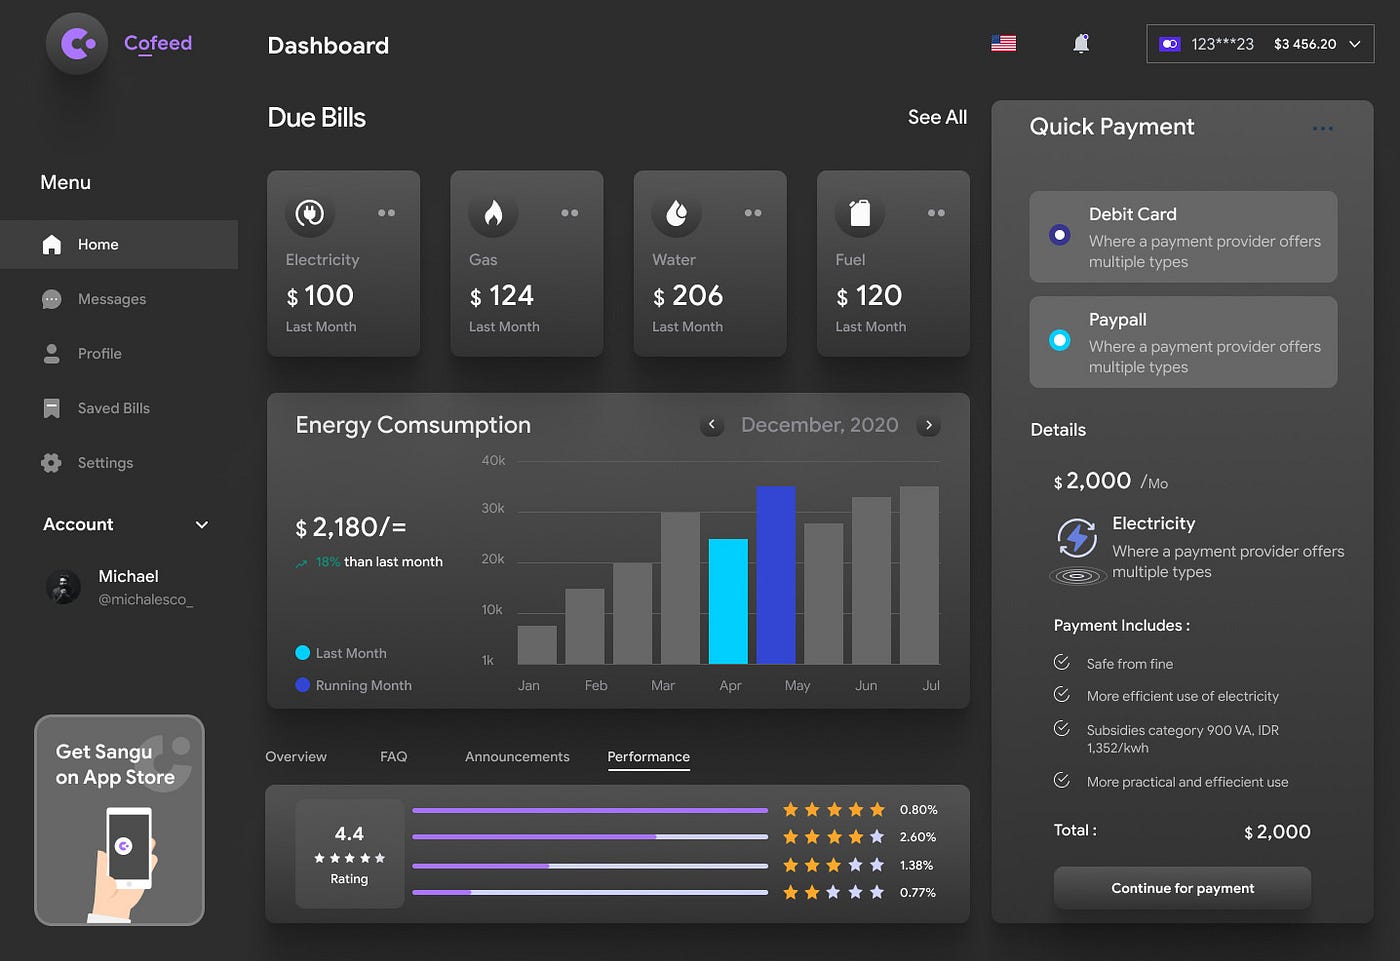 Cofeed
Dashboard
123***23 $3 456.20
Menu
Home
Messages
Profile
Saved Bills
Settings
Account
Michael
@michalesco_
Get Sangu
on App Store
Due Bills
See All
Electricity
$ 100
Last Month
Gas
$ 124
Last Month
Water
$ 206
Last Month
Fuel
$ 120
Last Month
Energy Comsumption
December, 2020
$ 2,180/=
18% than last month
Last Month
Running Month
40k
30k
20k
10k
1k
Jan Feb Mar Apr May Jun Jul
Overview FAQ Announcements Performance
4.4
Rating
0.80%
2.60%
1.38%
0.77%
Quick Payment
Debit Card
Where a payment provider offers
multiple types
Paypall
Where a payment provider offers
multiple types
Details
$ 2,000 /Mo
Electricity
Where a payment provider offers
multiple types
Payment Includes :
Safe from fine
More efficient use of electricity
Subsidies category 900 VA, IDR
1,352/kwh
More practical and effiecient use
Total : $ 2,000
Continue for payment